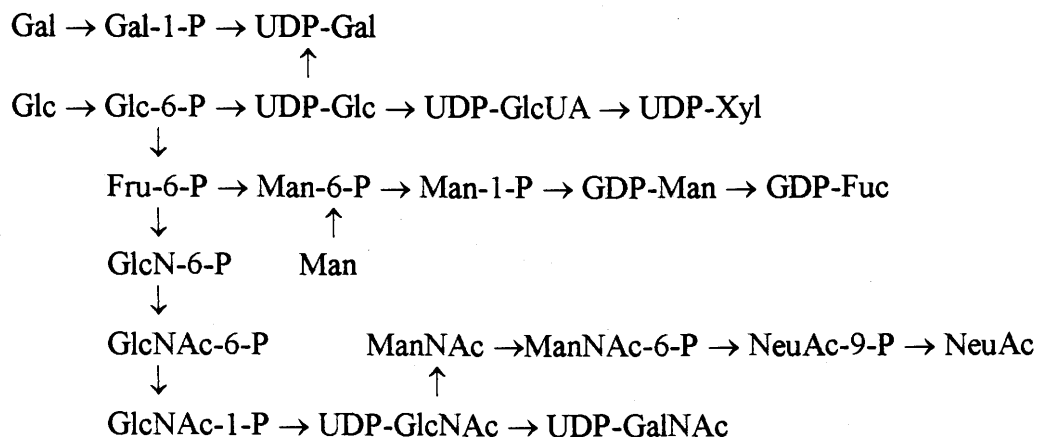 Gal → Gal-1-P → UDP-Gal
↑
Glc → Glc-6-P → UDP-Glc → UDP-GlcUA → UDP-Xyl
↓
Fru-6-P → Man-6-P → Man-1-P → GDP-Man → GDP-Fuc
↓ ↑
GlcN-6-P Man
↓
GlcNAc-6-P ManNAc →ManNAc-6-P → NeuAc-9-P → NeuAc
↓ ↑
GlcNAc-1-P → UDP-GlcNAc → UDP-GalNAc